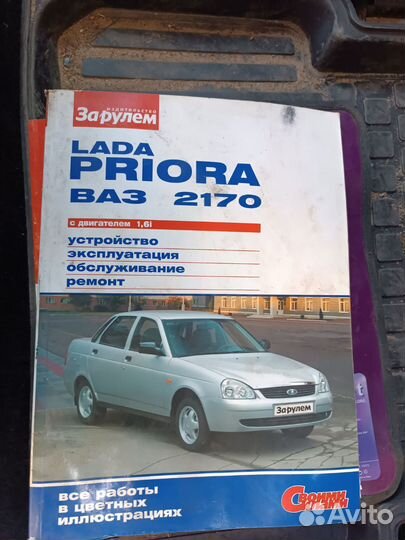 ИЗДАТЕЛЬСТВО
За рулем
LADA
PRIORA
ВАЗ 2170
с двигателем 1,6i
устройство
эксплуатация
обслуживание
ремонт
За рулем
все работы
в цветных
иллюстрациях
Своими силами
Avito